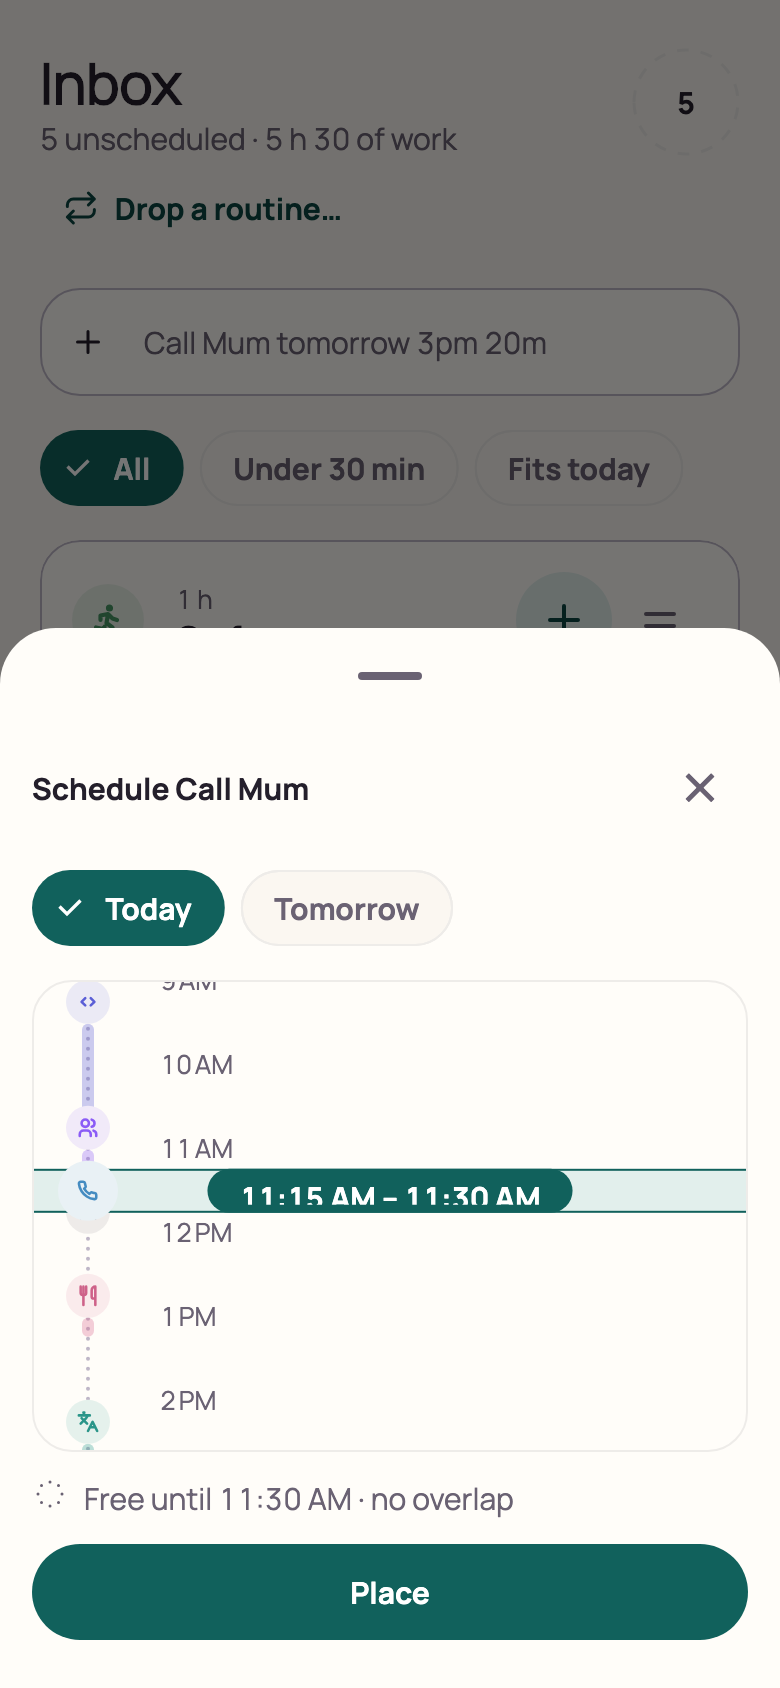 Inbox
5
5 unscheduled · 5 h 30 of work
Drop a routine...
Call Mum tomorrow 3pm 20m
All
Under 30 min
Fits today
1 h
Schedule Call Mum
Today
Tomorrow
9 AM
10 AM
11 AM
11:15 AM – 11:30 AM
12 PM
1 PM
2 PM
Free until 11:30 AM · no overlap
Place